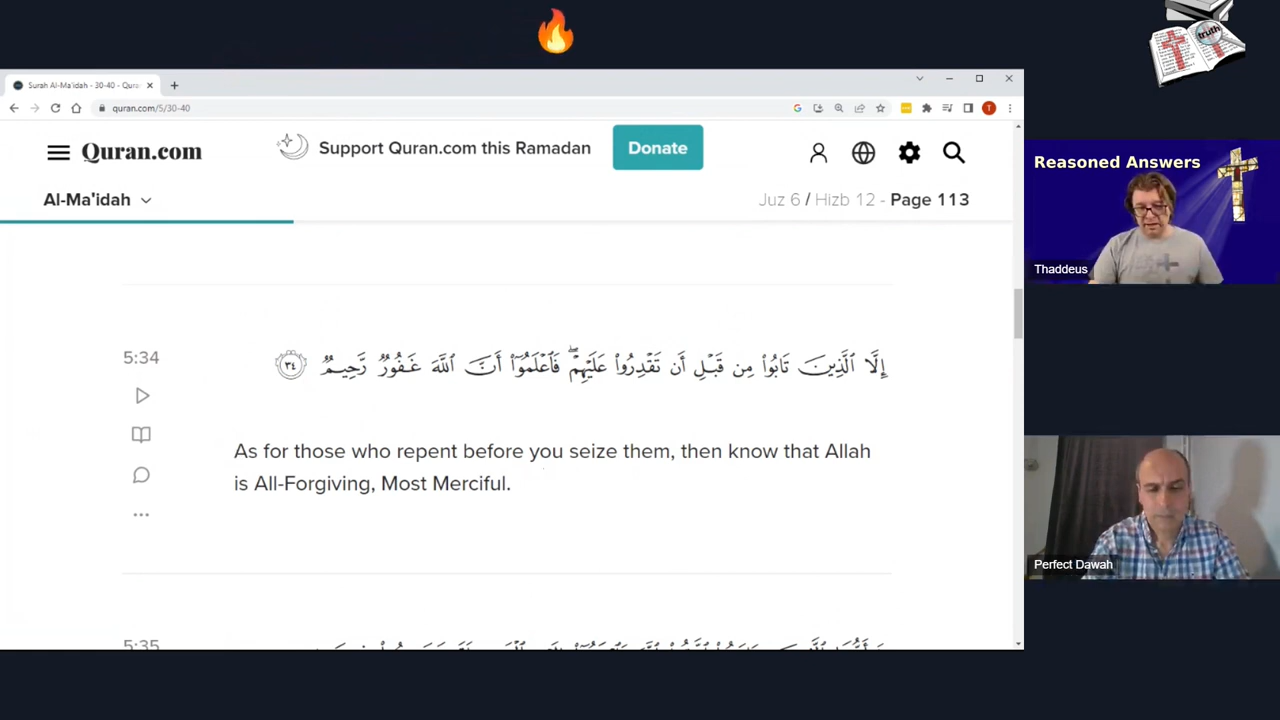 truth
Surah Al-Ma'idah - 30-40 - Qura
quran.com/5/30-40
T
Quran.com
Support Quran.com this Ramadan
Donate
Al-Ma'idah
Juz 6 / Hizb 12 - Page 113
5:34
إِلَّا ٱلَّذِينَ تَابُوا۟ مِن قَبْلِ أَن تَقْدِرُوا۟ عَلَيْهِمْ ۖ فَٱعْلَمُوٓا۟ أَنَّ ٱللَّهَ غَفُورٌ رَّحِيمٌ ٣٤
As for those who repent before you seize them, then know that Allah
is All-Forgiving, Most Merciful.
5:35
Reasoned Answers
Thaddeus
Perfect Dawah